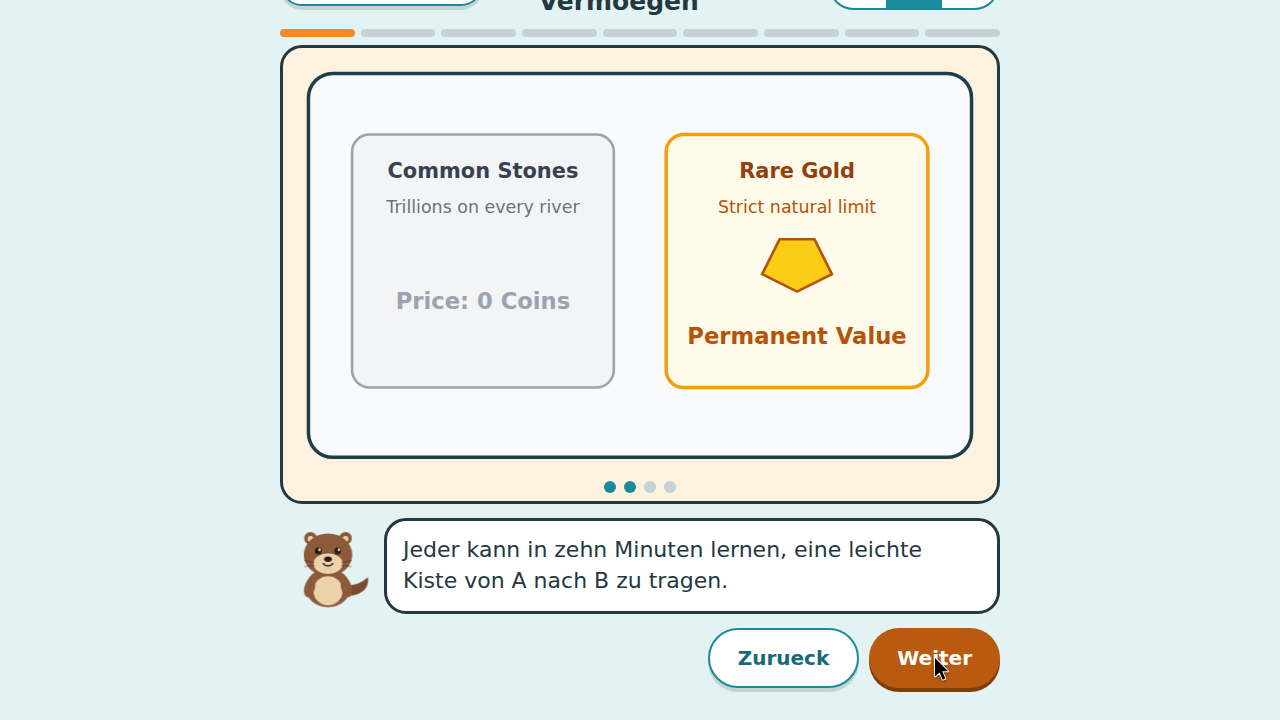 Vermoegen
Common Stones
Trillions on every river
Price: 0 Coins
Rare Gold
Strict natural limit
Permanent Value
Jeder kann in zehn Minuten lernen, eine leichte
Kiste von A nach B zu tragen.
Zurueck
Weiter